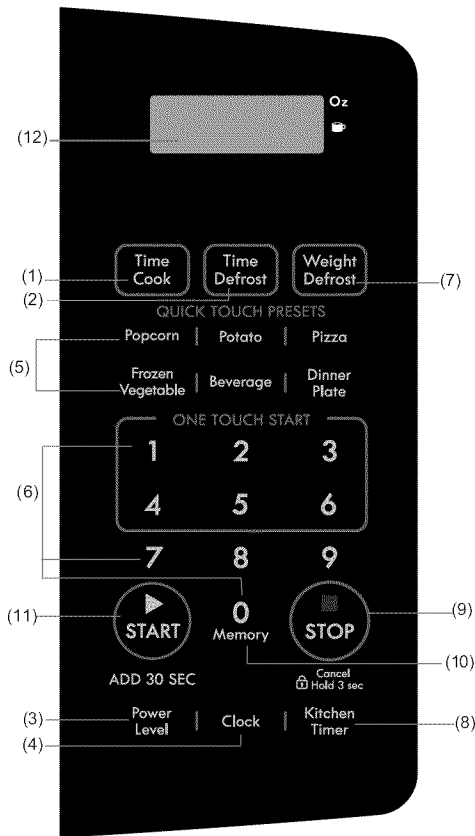 Oz
(12)
Time Cook
Time Defrost
Weight Defrost
(1)
(2)
(7)
QUICK TOUCH PRESETS
Popcorn | Potato | Pizza
(5)
Frozen Vegetable | Beverage | Dinner Plate
ONE TOUCH START
1 2 3
(6)
4 5 6
7 8 9
(11)
START
0
Memory
STOP
(9)
(10)
ADD 30 SEC
Cancel
Hold 3 sec
(3)
Power Level | Clock | Kitchen Timer
(8)
(4)